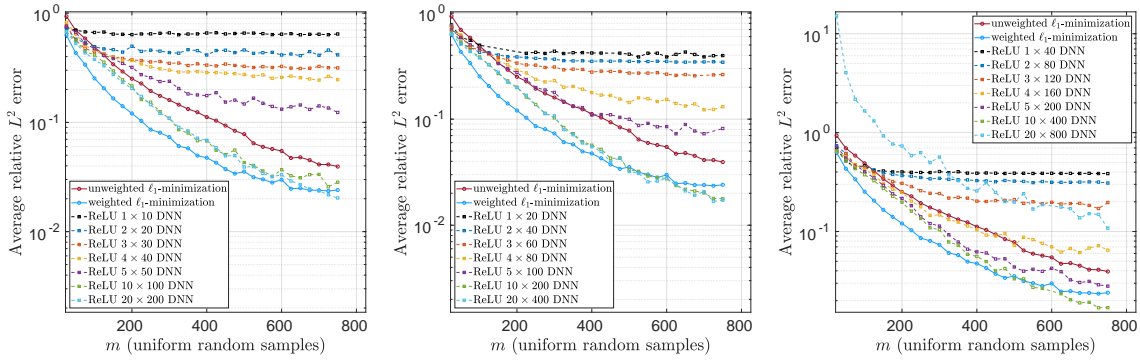 10^0
10^-1
10^-2
Average relative L^2 error
unweighted ℓ1-minimization
weighted ℓ1-minimization
ReLU 1 × 10 DNN
ReLU 2 × 20 DNN
ReLU 3 × 30 DNN
ReLU 4 × 40 DNN
ReLU 5 × 50 DNN
ReLU 10 × 100 DNN
ReLU 20 × 200 DNN
200 400 600 800
m (uniform random samples)
10^0
10^-1
10^-2
Average relative L^2 error
unweighted ℓ1-minimization
weighted ℓ1-minimization
ReLU 1 × 20 DNN
ReLU 2 × 40 DNN
ReLU 3 × 60 DNN
ReLU 4 × 80 DNN
ReLU 5 × 100 DNN
ReLU 10 × 200 DNN
ReLU 20 × 400 DNN
200 400 600 800
m (uniform random samples)
10^1
10^0
10^-1
10^-2
Average relative L^2 error
unweighted ℓ1-minimization
weighted ℓ1-minimization
ReLU 1 × 40 DNN
ReLU 2 × 80 DNN
ReLU 3 × 120 DNN
ReLU 4 × 160 DNN
ReLU 5 × 200 DNN
ReLU 10 × 400 DNN
ReLU 20 × 800 DNN
200 400 600 800
m (uniform random samples)